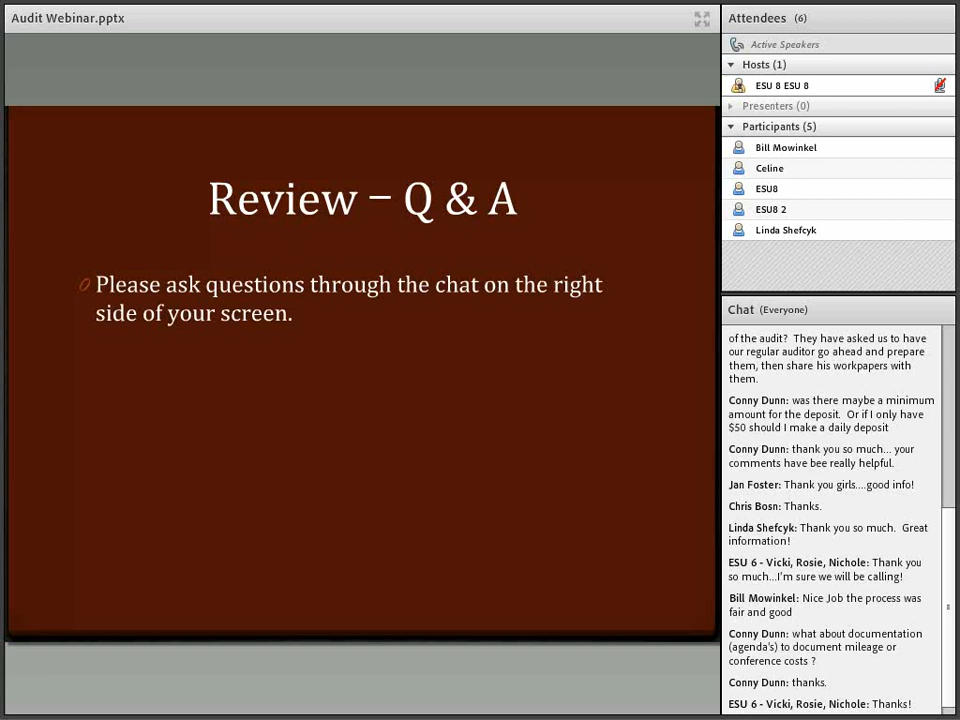 Audit Webinar.pptx
Review – Q & A
Please ask questions through the chat on the right
side of your screen.
Attendees (6)
Active Speakers
Hosts (1)
ESU 8 ESU 8
Presenters (0)
Participants (5)
Bill Mowinkel
Celine
ESU8
ESU8 2
Linda Shefcyk
Chat (Everyone)
of the audit? They have asked us to have
our regular auditor go ahead and prepare
them, then share his workpapers with
them.
Conny Dunn: was there maybe a minimum
amount for the deposit. Or if I only have
$50 should I make a daily deposit
Conny Dunn: thank you so much... your
comments have bee really helpful.
Jan Foster: Thank you girls....good info!
Chris Bosn: Thanks.
Linda Shefcyk: Thank you so much. Great
information!
ESU 6 - Vicki, Rosie, Nichole: Thank you
so much...I'm sure we will be calling!
Bill Mowinkel: Nice Job the process was
fair and good
Conny Dunn: what about documentation
(agenda's) to document mileage or
conference costs ?
Conny Dunn: thanks.
ESU 6 - Vicki, Rosie, Nichole: Thanks!